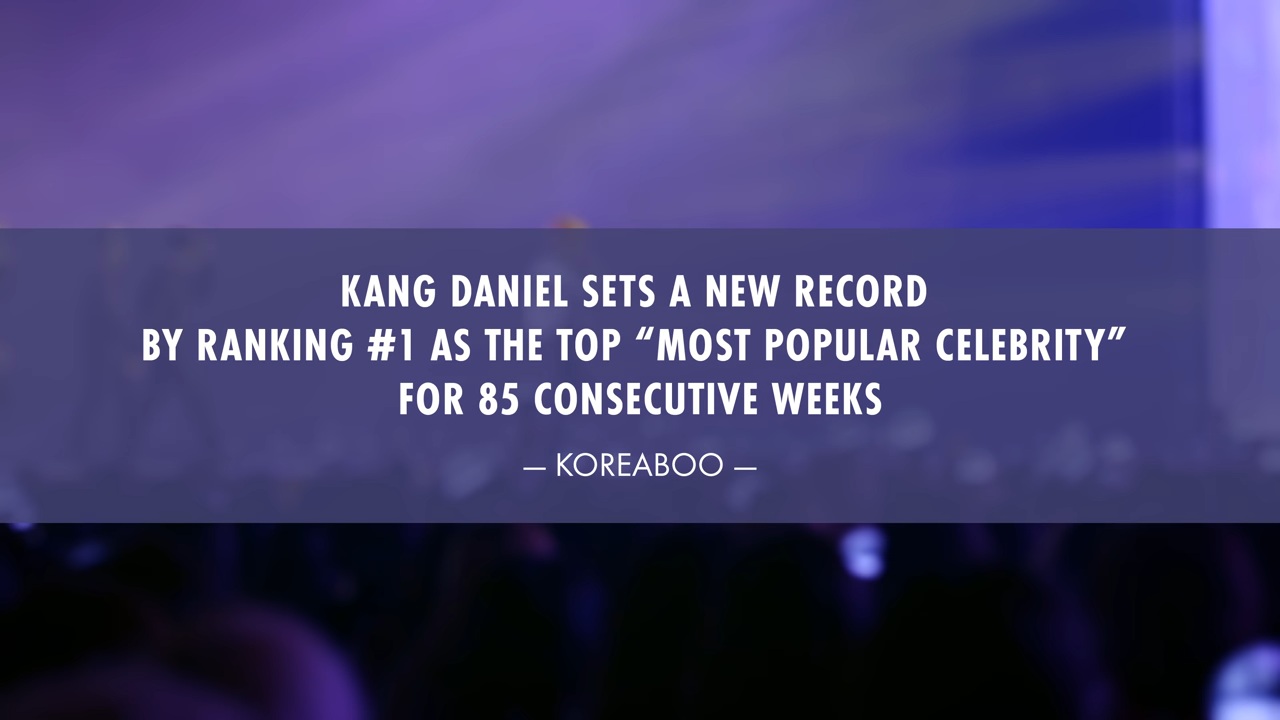 KANG DANIEL SETS A NEW RECORD
BY RANKING #1 AS THE TOP “MOST POPULAR CELEBRITY”
FOR 85 CONSECUTIVE WEEKS
— KOREABOO —